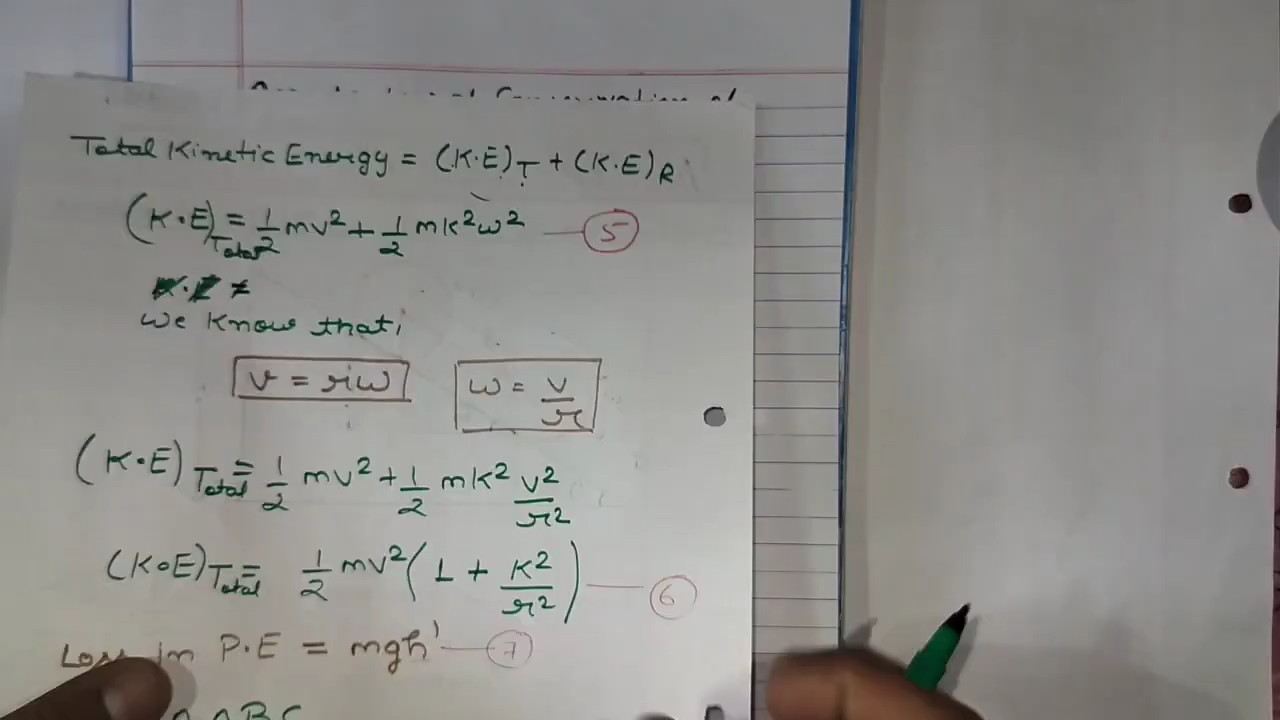 Total Kinetic Energy = (K.E)T + (K.E)R
(K.E)Total = 1/2 mv² + 1/2 mk²ω² — 5
K.E =
We know that,
v = rω
ω = v/r
(K.E)Total = 1/2 mv² + 1/2 mk² v²/r²
(K.E)Total = 1/2 mv² (1 + K²/r²) — 6
Loss in P.E = mgh' — 7
ABC